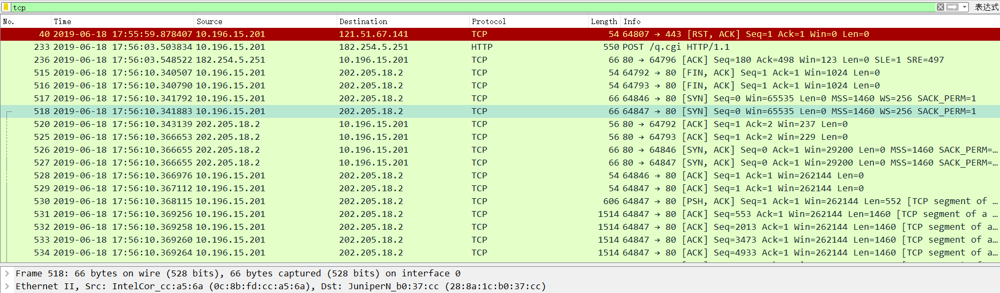 tcp 表达式
No. Time Source Destination Protocol Length Info
40 2019-06-18 17:55:59.878407 10.196.15.201 121.51.67.141 TCP 54 64807 → 443 [RST, ACK] Seq=1 Ack=1 Win=0 Len=0
233 2019-06-18 17:56:03.503834 10.196.15.201 182.254.5.251 HTTP 550 POST /q.cgi HTTP/1.1
236 2019-06-18 17:56:03.548522 182.254.5.251 10.196.15.201 TCP 66 80 → 64796 [ACK] Seq=180 Ack=498 Win=123 Len=0 SLE=1 SRE=497
515 2019-06-18 17:56:10.340507 10.196.15.201 202.205.18.2 TCP 54 64792 → 80 [FIN, ACK] Seq=1 Ack=1 Win=1024 Len=0
516 2019-06-18 17:56:10.340790 10.196.15.201 202.205.18.2 TCP 54 64793 → 80 [FIN, ACK] Seq=1 Ack=1 Win=1024 Len=0
517 2019-06-18 17:56:10.341792 10.196.15.201 202.205.18.2 TCP 66 64846 → 80 [SYN] Seq=0 Win=65535 Len=0 MSS=1460 WS=256 SACK_PERM=1
518 2019-06-18 17:56:10.341883 10.196.15.201 202.205.18.2 TCP 66 64847 → 80 [SYN] Seq=0 Win=65535 Len=0 MSS=1460 WS=256 SACK_PERM=1
520 2019-06-18 17:56:10.343139 202.205.18.2 10.196.15.201 TCP 56 80 → 64792 [ACK] Seq=1 Ack=2 Win=237 Len=0
525 2019-06-18 17:56:10.366653 202.205.18.2 10.196.15.201 TCP 56 80 → 64793 [ACK] Seq=1 Ack=2 Win=229 Len=0
526 2019-06-18 17:56:10.366655 202.205.18.2 10.196.15.201 TCP 66 80 → 64846 [SYN, ACK] Seq=0 Ack=1 Win=29200 Len=0 MSS=1460 SACK_PERM=…
527 2019-06-18 17:56:10.366655 202.205.18.2 10.196.15.201 TCP 66 80 → 64847 [SYN, ACK] Seq=0 Ack=1 Win=29200 Len=0 MSS=1460 SACK_PERM=…
528 2019-06-18 17:56:10.366976 10.196.15.201 202.205.18.2 TCP 54 64846 → 80 [ACK] Seq=1 Ack=1 Win=262144 Len=0
529 2019-06-18 17:56:10.367112 10.196.15.201 202.205.18.2 TCP 54 64847 → 80 [ACK] Seq=1 Ack=1 Win=262144 Len=0
530 2019-06-18 17:56:10.368115 10.196.15.201 202.205.18.2 TCP 606 64847 → 80 [PSH, ACK] Seq=1 Ack=1 Win=262144 Len=552 [TCP segment of …
531 2019-06-18 17:56:10.369256 10.196.15.201 202.205.18.2 TCP 1514 64847 → 80 [ACK] Seq=553 Ack=1 Win=262144 Len=1460 [TCP segment of a …
532 2019-06-18 17:56:10.369258 10.196.15.201 202.205.18.2 TCP 1514 64847 → 80 [ACK] Seq=2013 Ack=1 Win=262144 Len=1460 [TCP segment of a…
533 2019-06-18 17:56:10.369260 10.196.15.201 202.205.18.2 TCP 1514 64847 → 80 [ACK] Seq=3473 Ack=1 Win=262144 Len=1460 [TCP segment of a…
534 2019-06-18 17:56:10.369264 10.196.15.201 202.205.18.2 TCP 1514 64847 → 80 [ACK] Seq=4933 Ack=1 Win=262144 Len=1460 [TCP segment of a…
Frame 518: 66 bytes on wire (528 bits), 66 bytes captured (528 bits) on interface 0
Ethernet II, Src: IntelCor_cc:a5:6a (0c:8b:fd:cc:a5:6a), Dst: JuniperN_b0:37:cc (28:8a:1c:b0:37:cc)